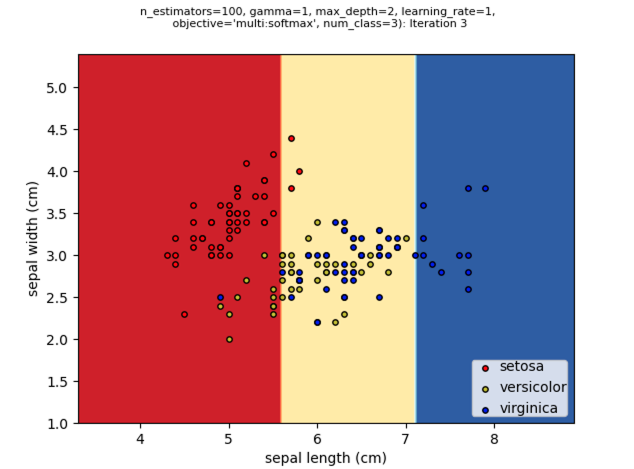 n_estimators=100, gamma=1, max_depth=2, learning_rate=1,
objective='multi:softmax', num_class=3): Iteration 3
5.0
4.5
4.0
3.5
3.0
2.5
2.0
1.5
1.0
sepal width (cm)
setosa
versicolor
virginica
4 5 6 7 8
sepal length (cm)